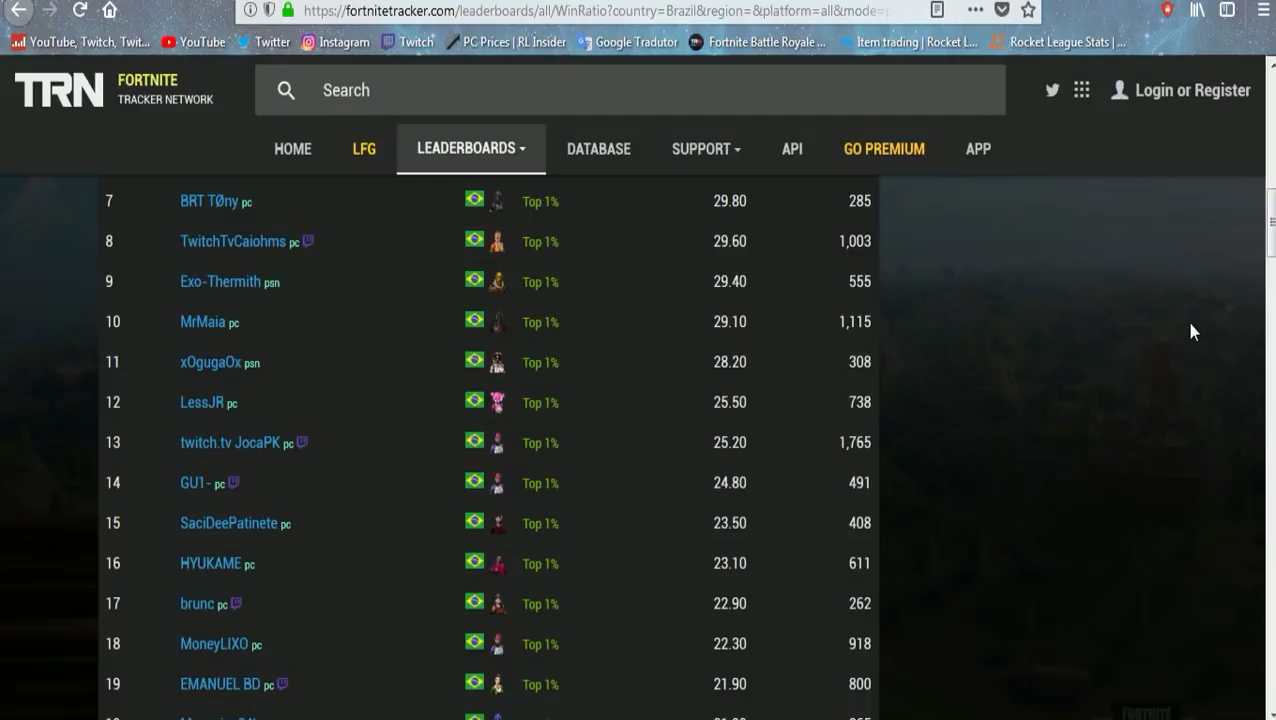 https://fortnitetracker.com/leaderboards/all/WinRatio?country=Brazil&region=&platform=all&mode=
YouTube, Twitch, Twit... YouTube Twitter Instagram Twitch PC Prices | RL Insider Google Tradutor Fortnite Battle Royale ... Item trading | Rocket L... Rocket League Stats | ...
TRN FORTNITE TRACKER NETWORK Search Login or Register
HOME LFG LEADERBOARDS DATABASE SUPPORT API GO PREMIUM APP
7 BRT TØny pc Top 1% 29.80 285
8 TwitchTvCaiohms pc Top 1% 29.60 1,003
9 Exo-Thermith psn Top 1% 29.40 555
10 MrMaia pc Top 1% 29.10 1,115
11 xOgugaOx psn Top 1% 28.20 308
12 LessJR pc Top 1% 25.50 738
13 twitch.tv JocaPK pc Top 1% 25.20 1,765
14 GU1- pc Top 1% 24.80 491
15 SaciDeePatinete pc Top 1% 23.50 408
16 HYUKAME pc Top 1% 23.10 611
17 brunc pc Top 1% 22.90 262
18 MoneyLIXO pc Top 1% 22.30 918
19 EMANUEL BD pc Top 1% 21.90 800
FORTNITE